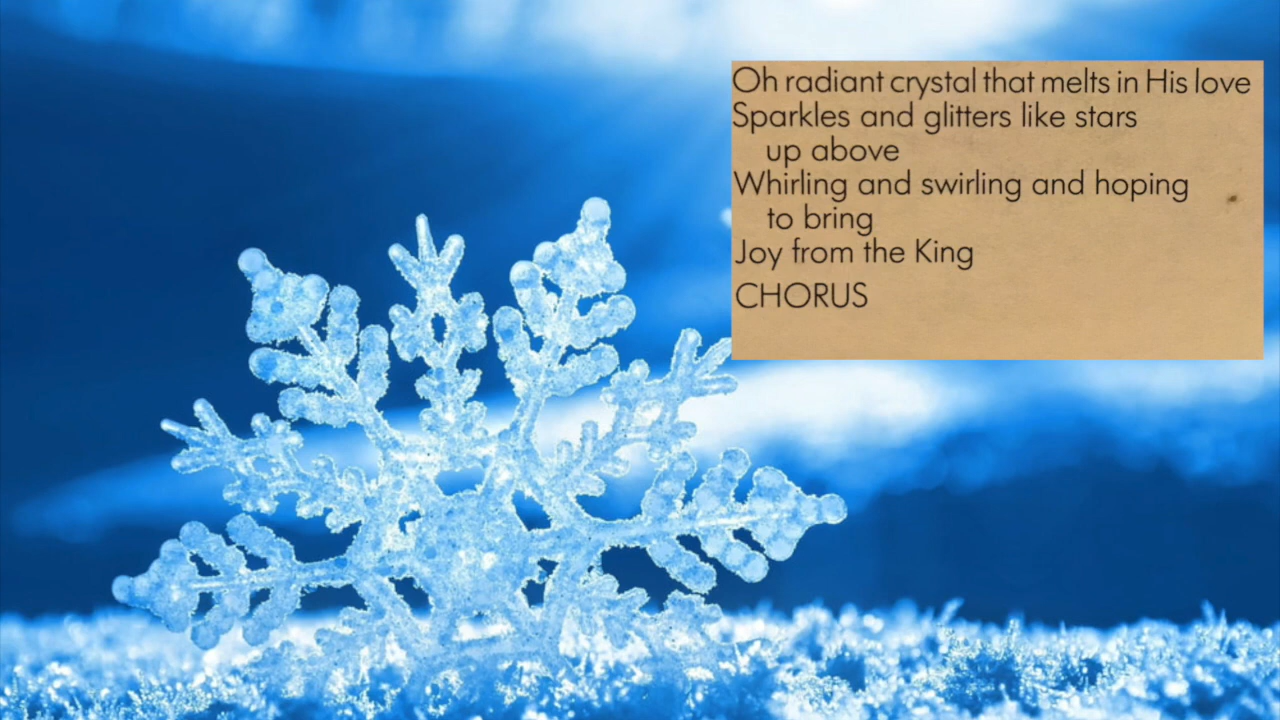 Oh radiant crystal that melts in His love
Sparkles and glitters like stars
up above
Whirling and swirling and hoping
to bring
Joy from the King
CHORUS